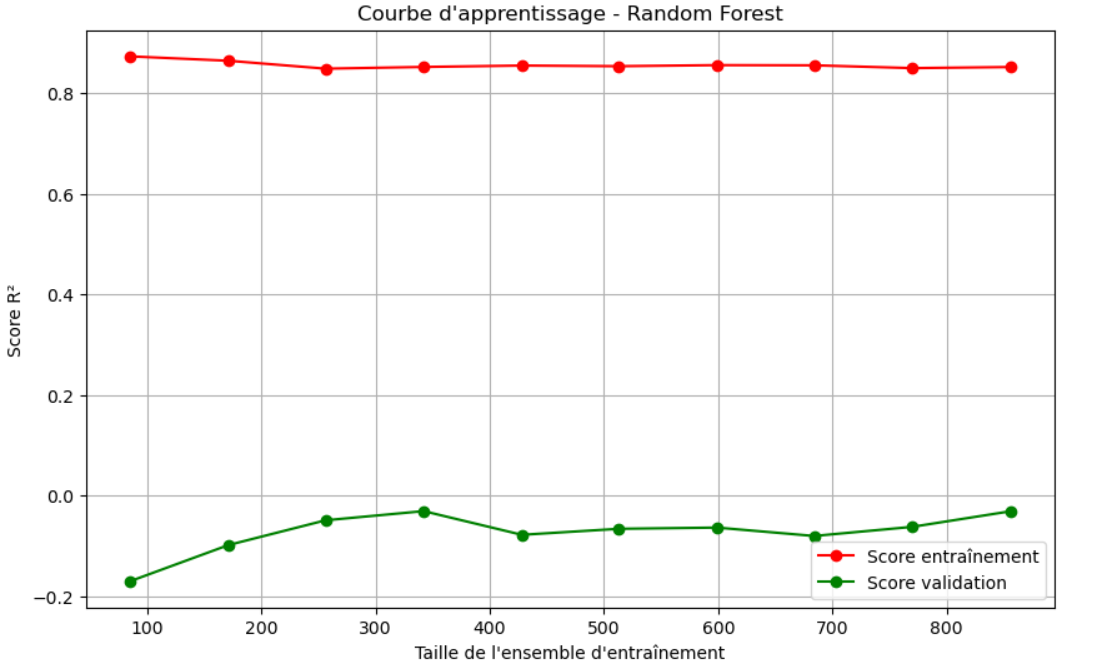 Courbe d'apprentissage - Random Forest
Score R²
0.8
0.6
0.4
0.2
0.0
−0.2
Score entraînement
Score validation
100 200 300 400 500 600 700 800
Taille de l'ensemble d'entraînement